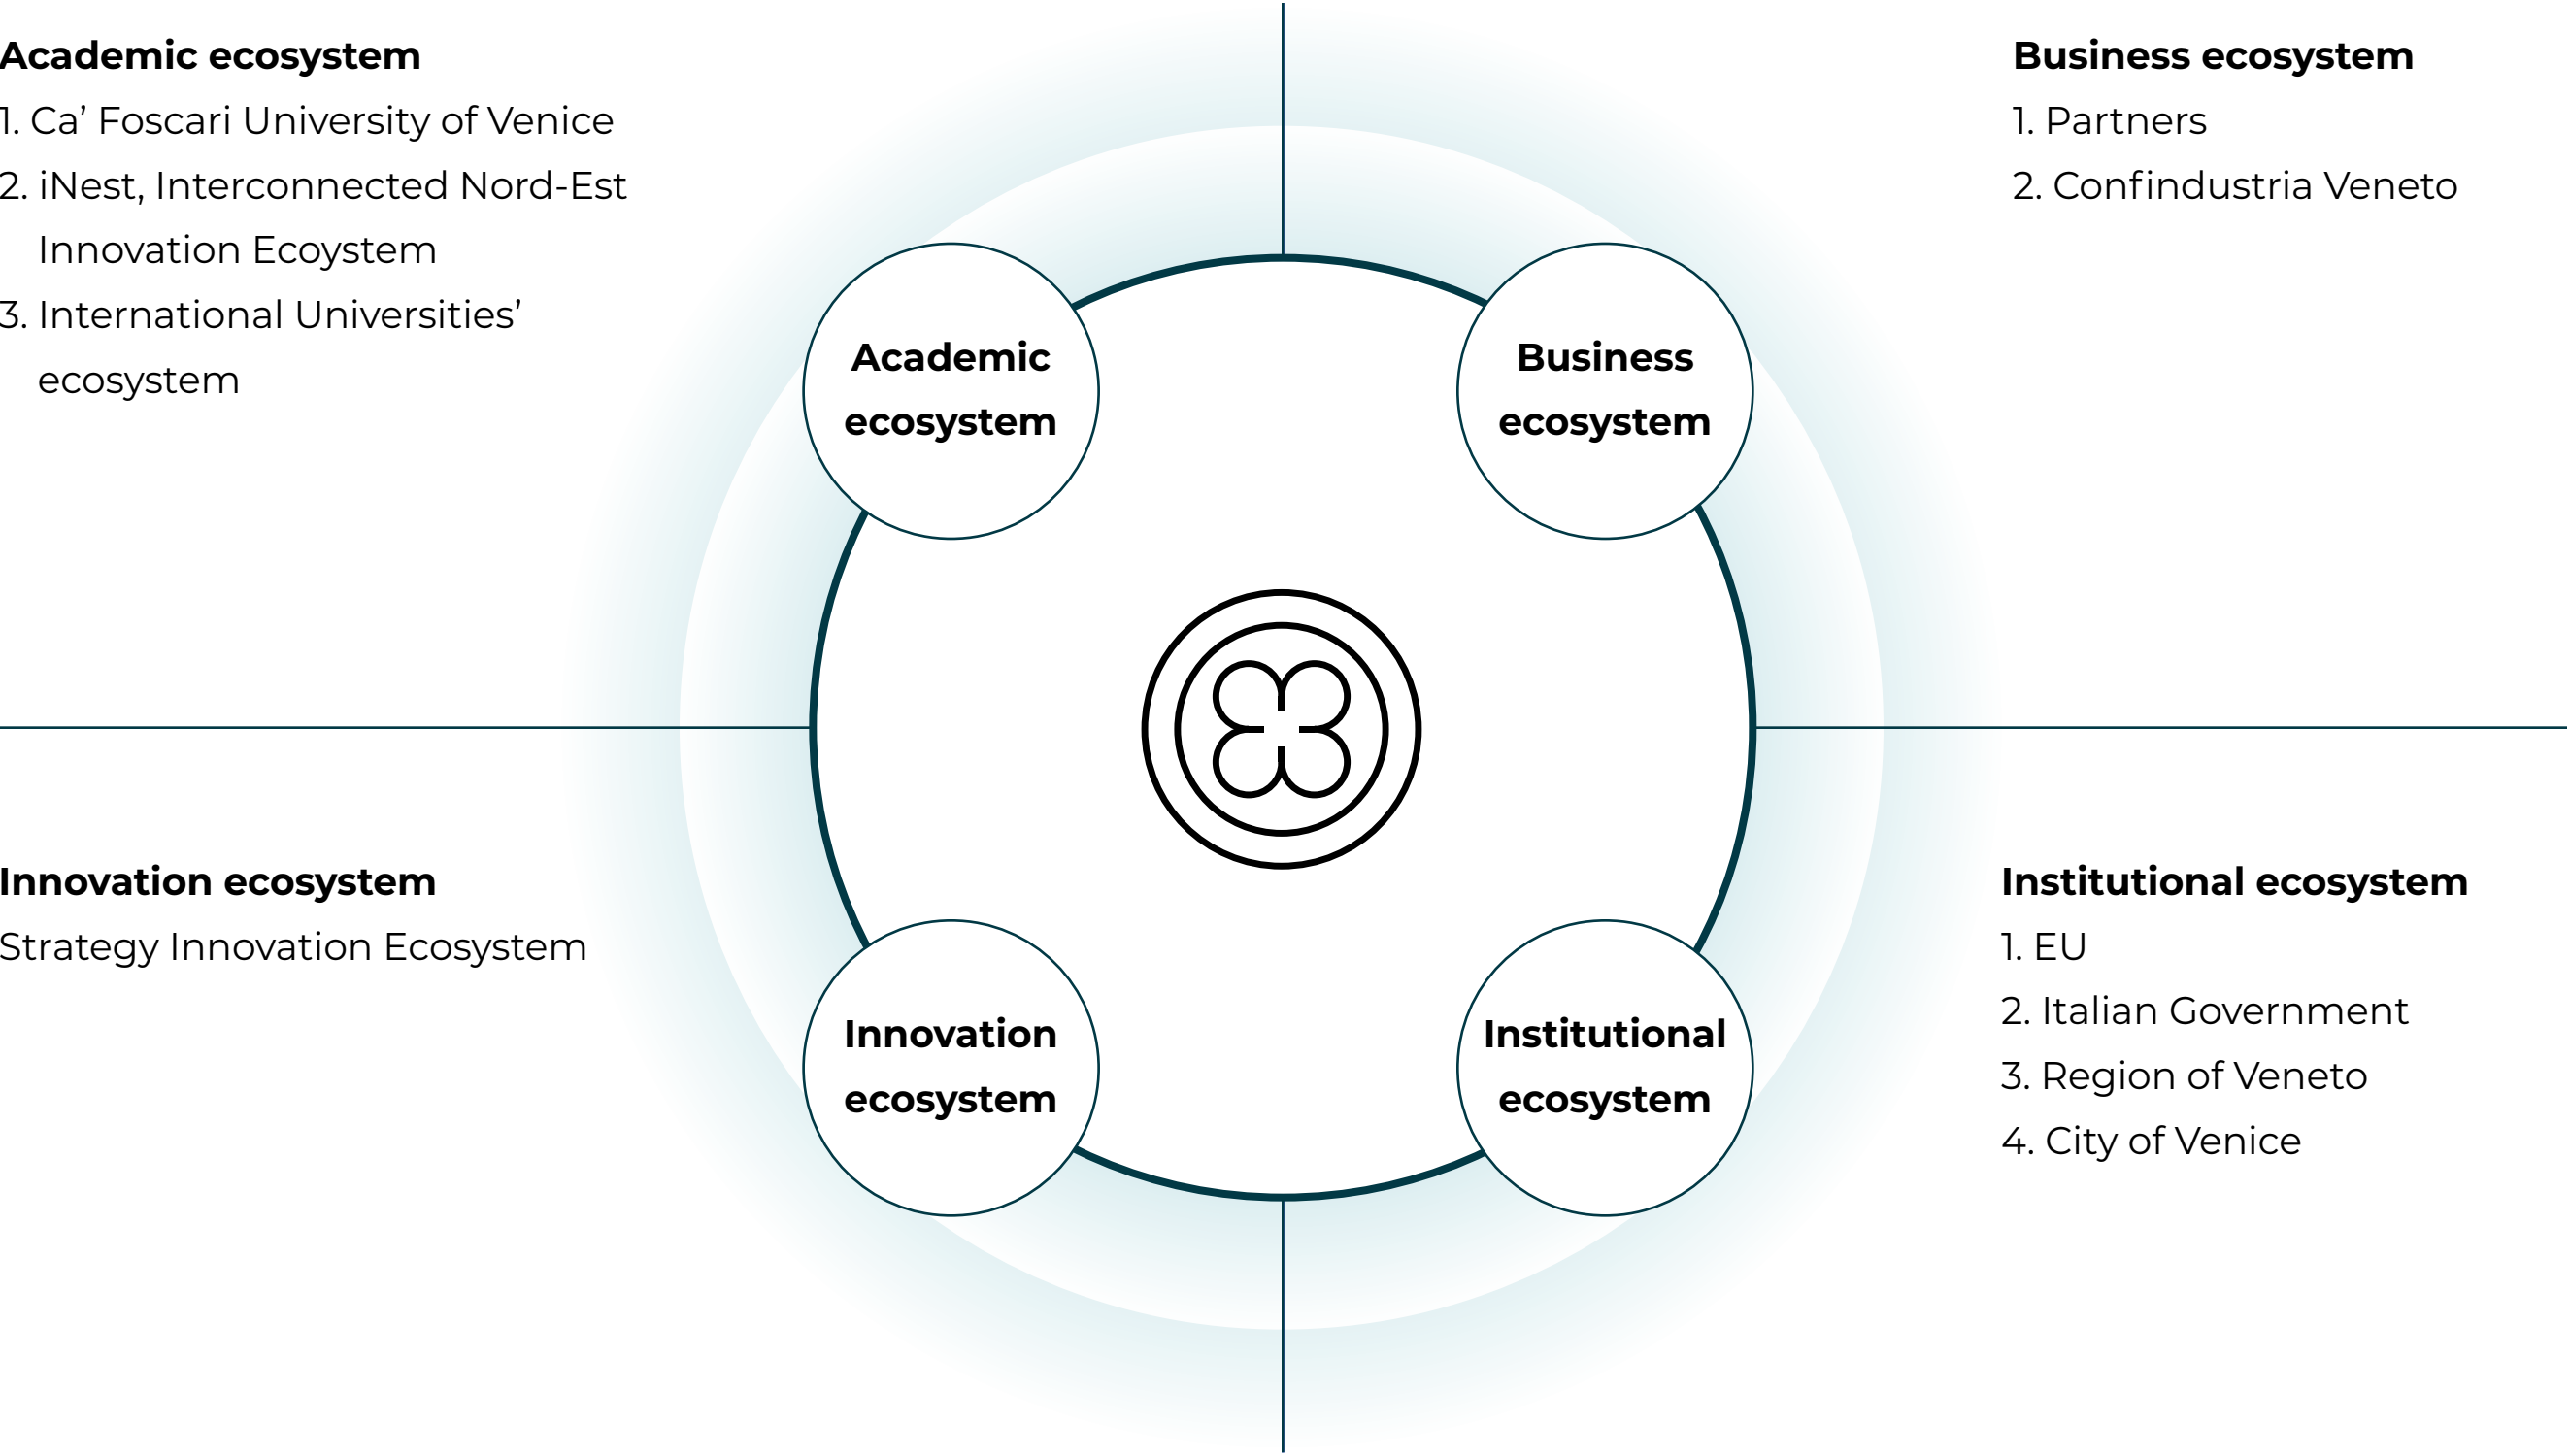 Academic ecosystem
1. Ca’ Foscari University of Venice
2. iNest, Interconnected Nord-Est
Innovation Ecoystem
3. International Universities’
ecosystem
Business ecosystem
1. Partners
2. Confindustria Veneto
Academic
ecosystem
Business
ecosystem
Innovation ecosystem
Strategy Innovation Ecosystem
Institutional ecosystem
1. EU
2. Italian Government
3. Region of Veneto
4. City of Venice
Innovation
ecosystem
Institutional
ecosystem